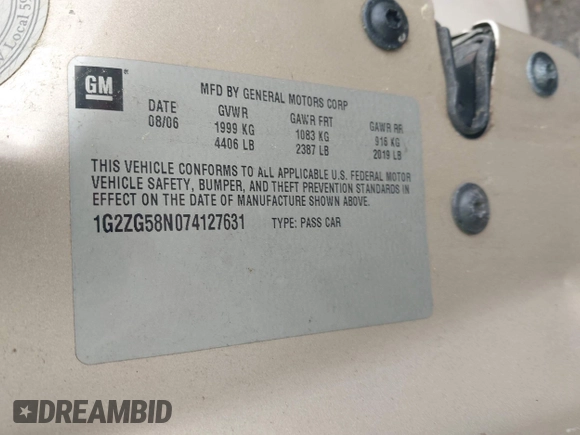 Local 59
GM
MFD BY GENERAL MOTORS CORP
DATE GVWR GAWR FRT GAWR RR
08/06 1999 KG 1083 KG 916 KG
4406 LB 2387 LB 2019 LB
THIS VEHICLE CONFORMS TO ALL APPLICABLE U.S. FEDERAL MOTOR
VEHICLE SAFETY, BUMPER, AND THEFT PREVENTION STANDARDS IN
EFFECT ON THE DATE OF MANUFACTURE SHOWN ABOVE.
1G2ZG58N074127631 TYPE: PASS CAR
DREAMBID